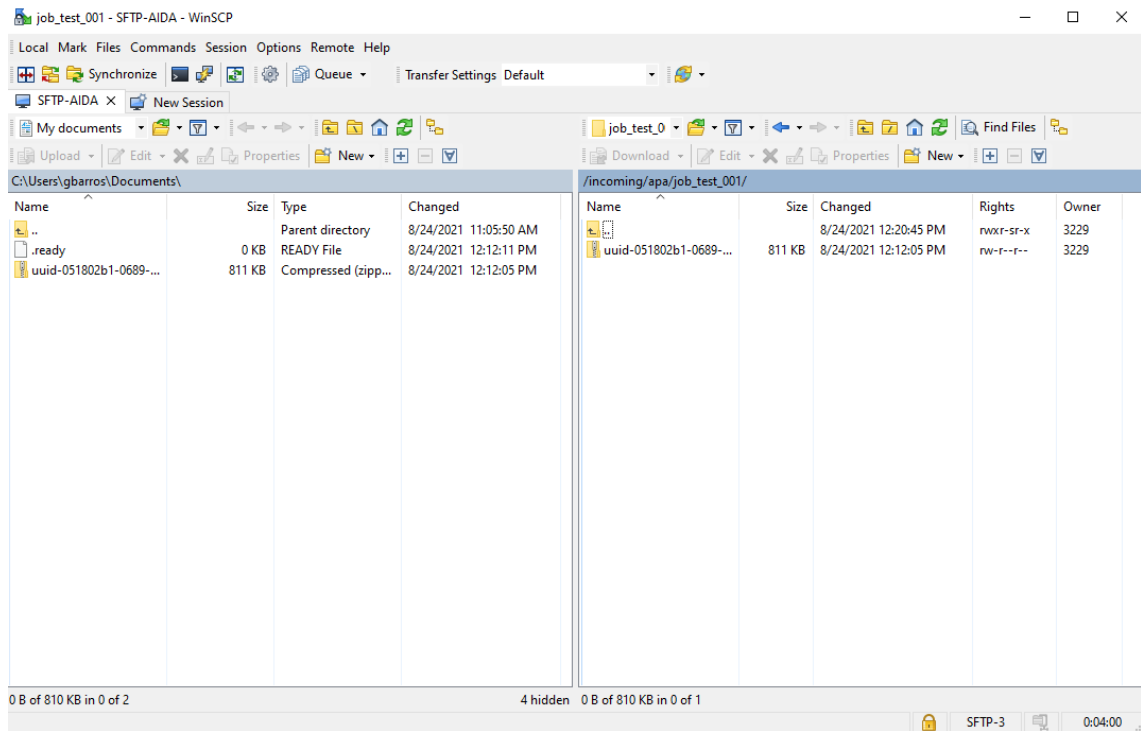 job_test_001 - SFTP-AIDA - WinSCP
Local Mark Files Commands Session Options Remote Help
Synchronize Queue Transfer Settings Default
SFTP-AIDA New Session
My documents job_test_0 Find Files
Upload Edit Properties New Download Edit Properties New
C:\Users\gbarros\Documents\ /incoming/apa/job_test_001/
Name Size Type Changed Name Size Changed Rights Owner
.. Parent directory 8/24/2021 11:05:50 AM .. 8/24/2021 12:20:45 PM rwxr-sr-x 3229
.ready 0 KB READY File 8/24/2021 12:12:11 PM uuid-051802b1-0689-... 811 KB 8/24/2021 12:12:05 PM rw-r--r-- 3229
uuid-051802b1-0689-... 811 KB Compressed (zipp... 8/24/2021 12:12:05 PM
0 B of 810 KB in 0 of 2 4 hidden 0 B of 810 KB in 0 of 1
SFTP-3 0:04:00